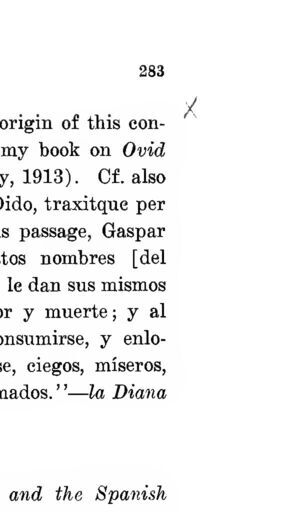 283
origin of this con-
my book on Ovid
y, 1913). Cf. also
Dido, traxitque per
s passage, Gaspar
tos nombres [del
le dan sus mismos
or y muerte; y al
onsumirse, y enlo-
se, ciegos, míseros,
mados."—la Diana
and the Spanish